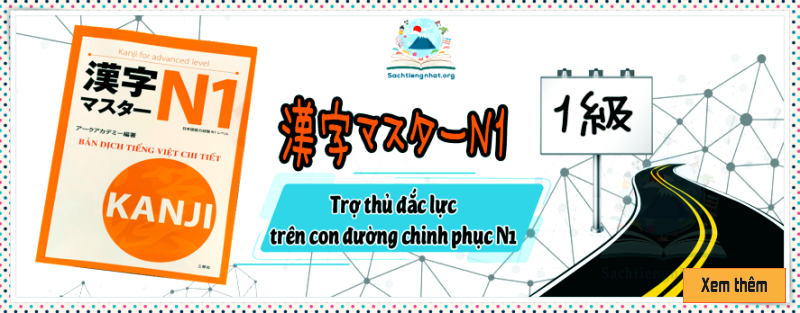 Kanji for advanced level
漢字
マスター
N1
日本語能力試験N1レベル
アークアカデミー編著
BẢN DỊCH TIẾNG VIỆT CHI TIẾT
KANJI
三修社
Sachtiengnhat.org
漢字マスターN1
Trợ thủ đắc lực
trên con đường chinh phục N1
1級
Sachtiengnhat.org
Xem thêm